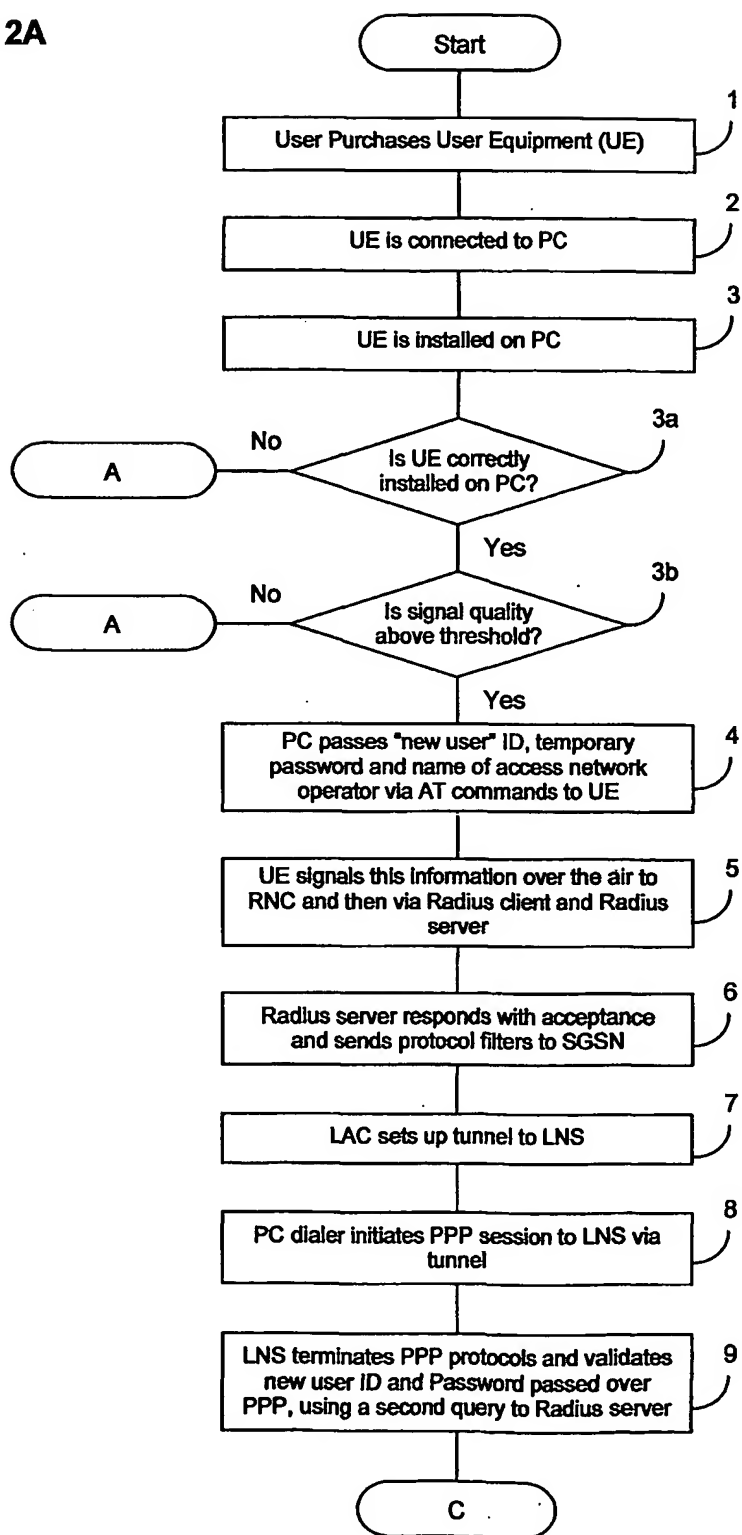 2A
Start
1
User Purchases User Equipment (UE)
2
UE is connected to PC
3
UE is installed on PC
3a
No
A
Is UE correctly
installed on PC?
Yes
3b
No
A
Is signal quality
above threshold?
Yes
4
PC passes "new user" ID, temporary
password and name of access network
operator via AT commands to UE
5
UE signals this information over the air to
RNC and then via Radius client and Radius
server
6
Radius server responds with acceptance
and sends protocol filters to SGSN
7
LAC sets up tunnel to LNS
8
PC dialer initiates PPP session to LNS via
tunnel
9
LNS terminates PPP protocols and validates
new user ID and Password passed over
PPP, using a second query to Radius server
C